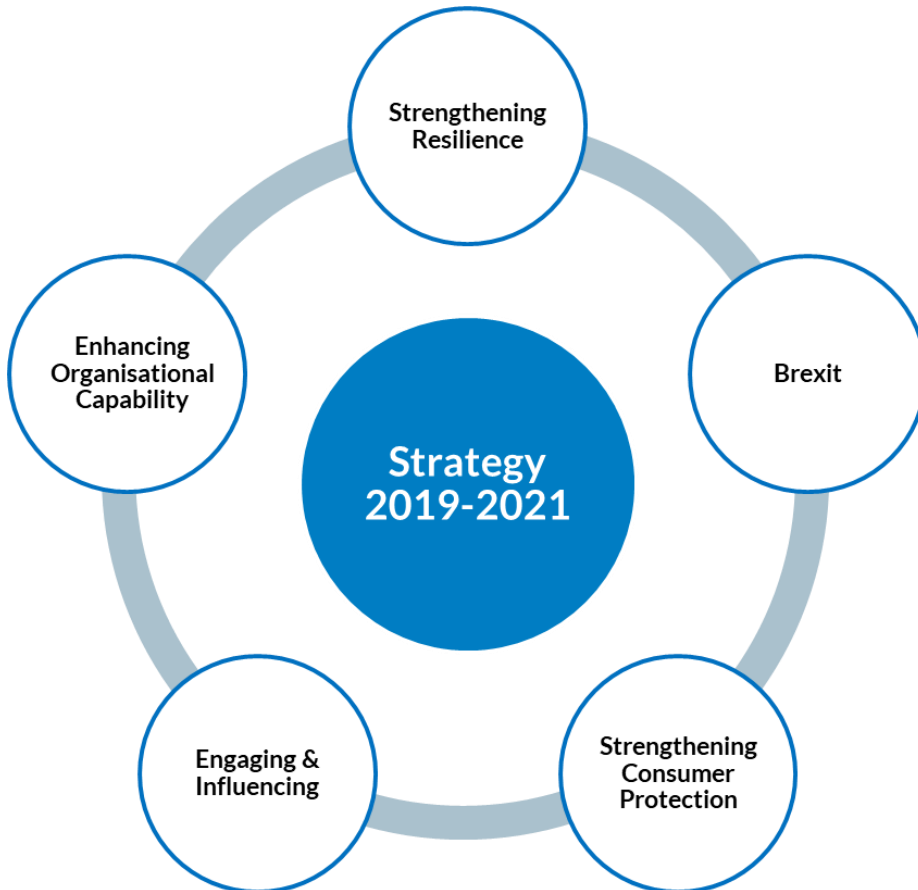 Strengthening
Resilience
Enhancing
Organisational
Capability
Brexit
Strategy
2019-2021
Engaging &
Influencing
Strengthening
Consumer
Protection